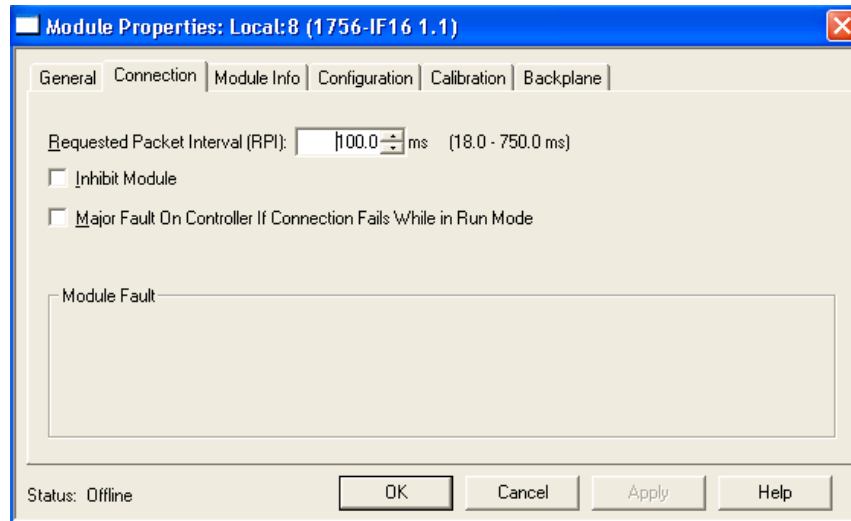 Module Properties: Local:8 (1756-IF16 1.1)
General Connection Module Info Configuration Calibration Backplane
Requested Packet Interval (RPI): 100.0 ms (18.0 - 750.0 ms)
Inhibit Module
Major Fault On Controller If Connection Fails While in Run Mode
Module Fault
Status: Offline OK Cancel Apply Help